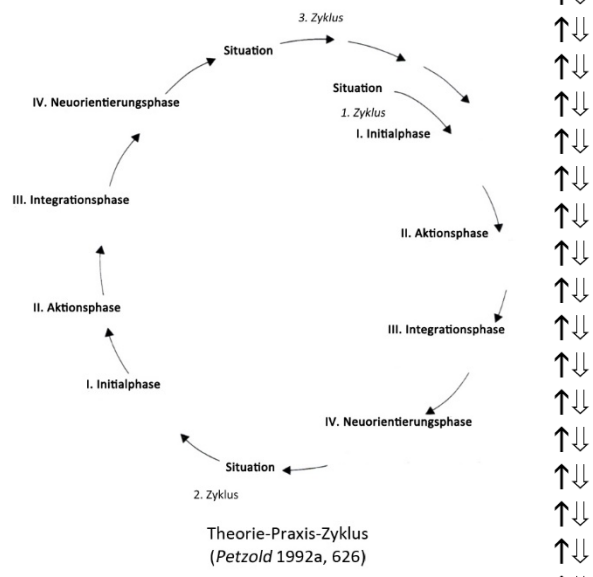 3. Zyklus
Situation
Situation
1. Zyklus
I. Initialphase
II. Aktionsphase
III. Integrationsphase
IV. Neuorientierungsphase
Situation
2. Zyklus
I. Initialphase
II. Aktionsphase
III. Integrationsphase
IV. Neuorientierungsphase
Theorie-Praxis-Zyklus
(Petzold 1992a, 626)